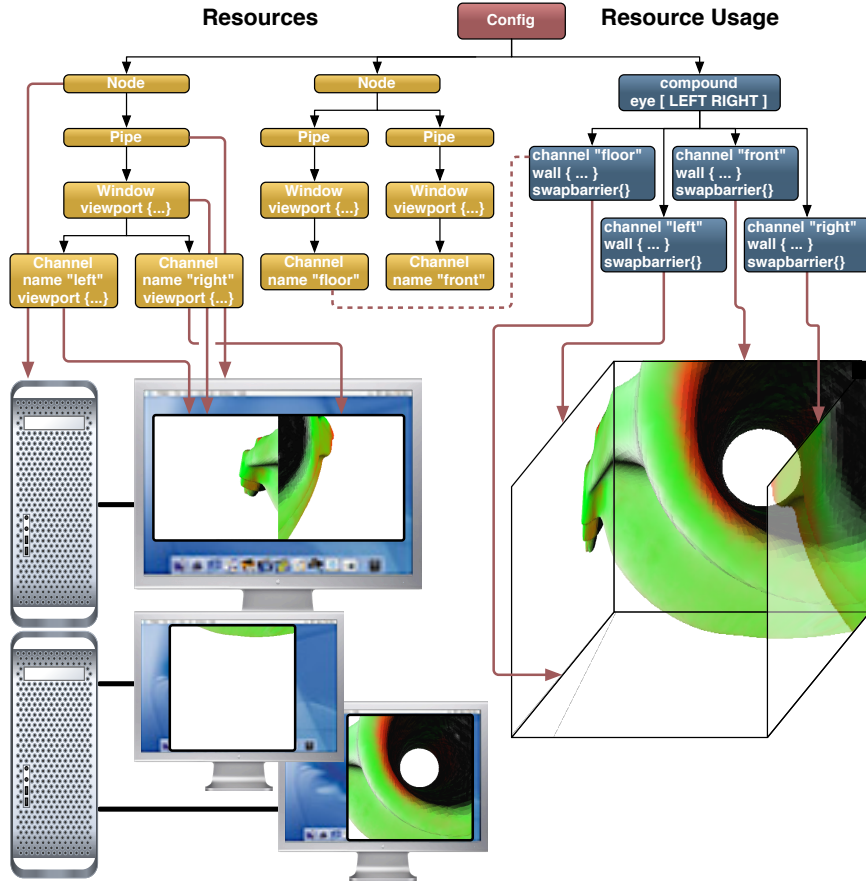 Resources
Resource Usage
Config
Node
Node
compound
eye [ LEFT RIGHT ]
Pipe
Pipe
Pipe
channel "floor"
wall { ... }
swapbarrier{}
channel "front"
wall { ... }
swapbarrier{}
Window
viewport {...}
Window
viewport {...}
Window
viewport {...}
channel "left"
wall { ... }
swapbarrier{}
channel "right"
wall { ... }
swapbarrier{}
Channel
name "left"
viewport {...}
Channel
name "right"
viewport {...}
Channel
name "floor"
Channel
name "front"